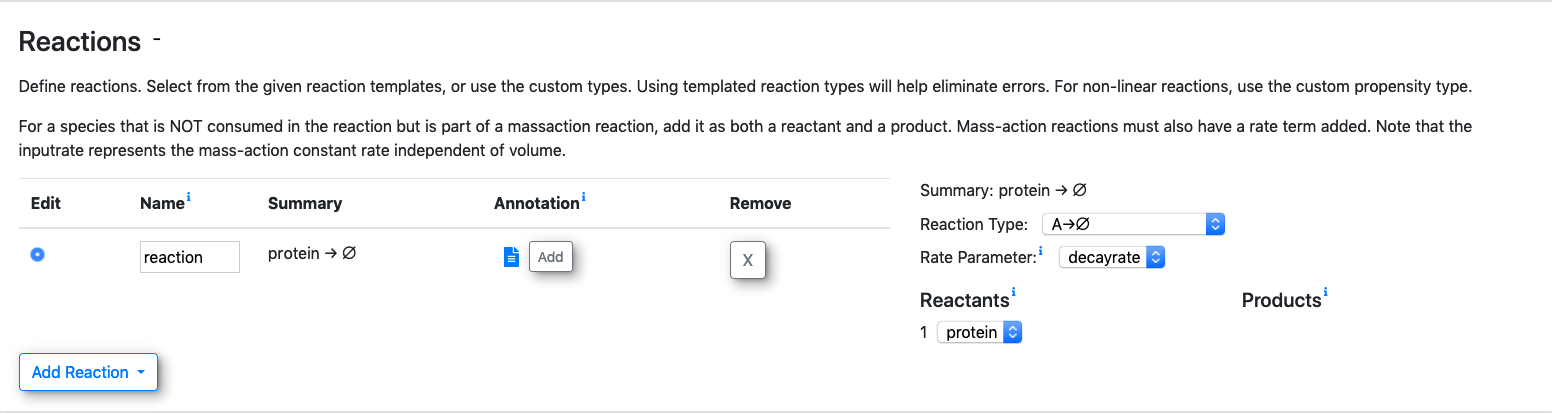 Reactions -
Define reactions. Select from the given reaction templates, or use the custom types. Using templated reaction types will help eliminate errors. For non-linear reactions, use the custom propensity type.
For a species that is NOT consumed in the reaction but is part of a massaction reaction, add it as both a reactant and a product. Mass-action reactions must also have a rate term added. Note that the
inputrate represents the mass-action constant rate independent of volume.
Edit Name i Summary Annotation i Remove
reaction protein → ∅ Add X
Add Reaction
Summary: protein → ∅
Reaction Type: A→∅
Rate Parameter: i decayrate
Reactants i Products i
1 protein